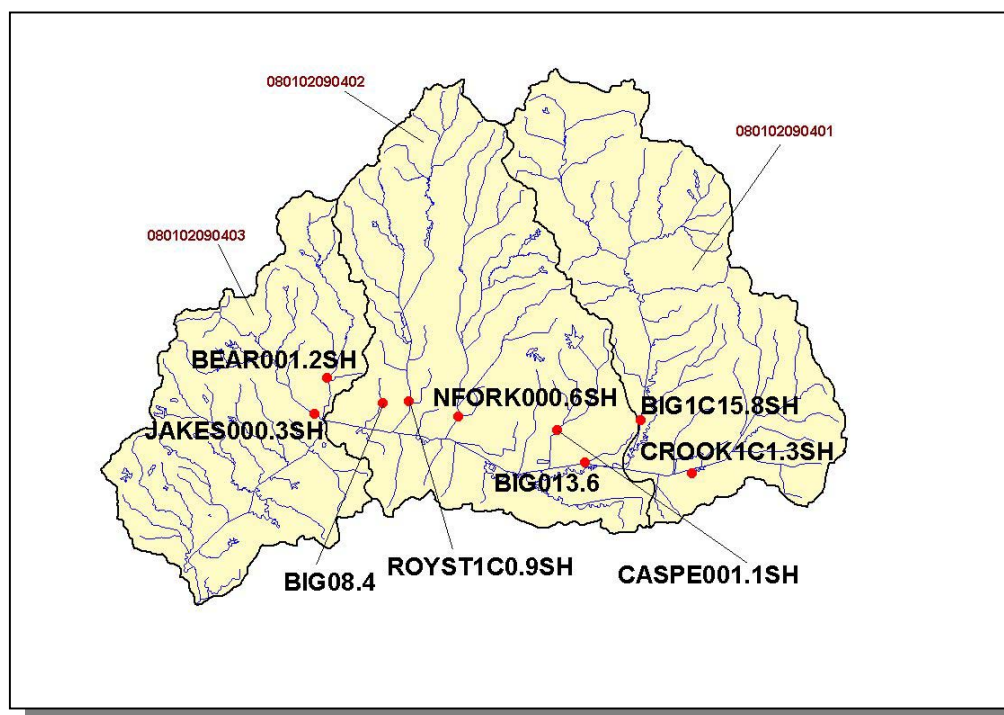 080102090402
080102090401
080102090403
BEAR001.2SH
NFORK000.6SH
BIG1C15.8SH
JAKES000.3SH
CROOK1C1.3SH
BIG013.6
ROYST1C0.9SH
CASPE001.1SH
BIG08.4